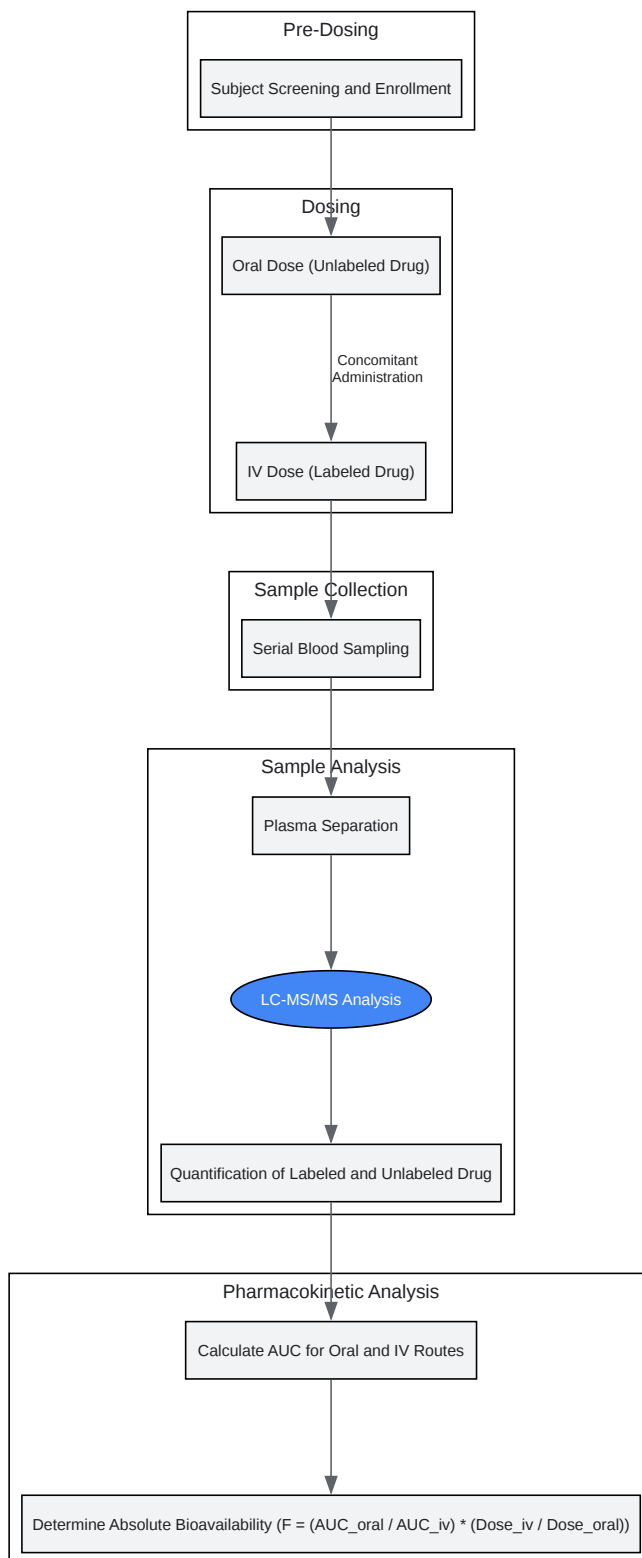 Pre-Dosing
Subject Screening and Enrollment
Dosing
Oral Dose (Unlabeled Drug)
Concomitant
Administration
IV Dose (Labeled Drug)
Sample Collection
Serial Blood Sampling
Sample Analysis
Plasma Separation
LC-MS/MS Analysis
Quantification of Labeled and Unlabeled Drug
Pharmacokinetic Analysis
Calculate AUC for Oral and IV Routes
Determine Absolute Bioavailability (F = (AUC_oral / AUC_iv) * (Dose_iv / Dose_oral))